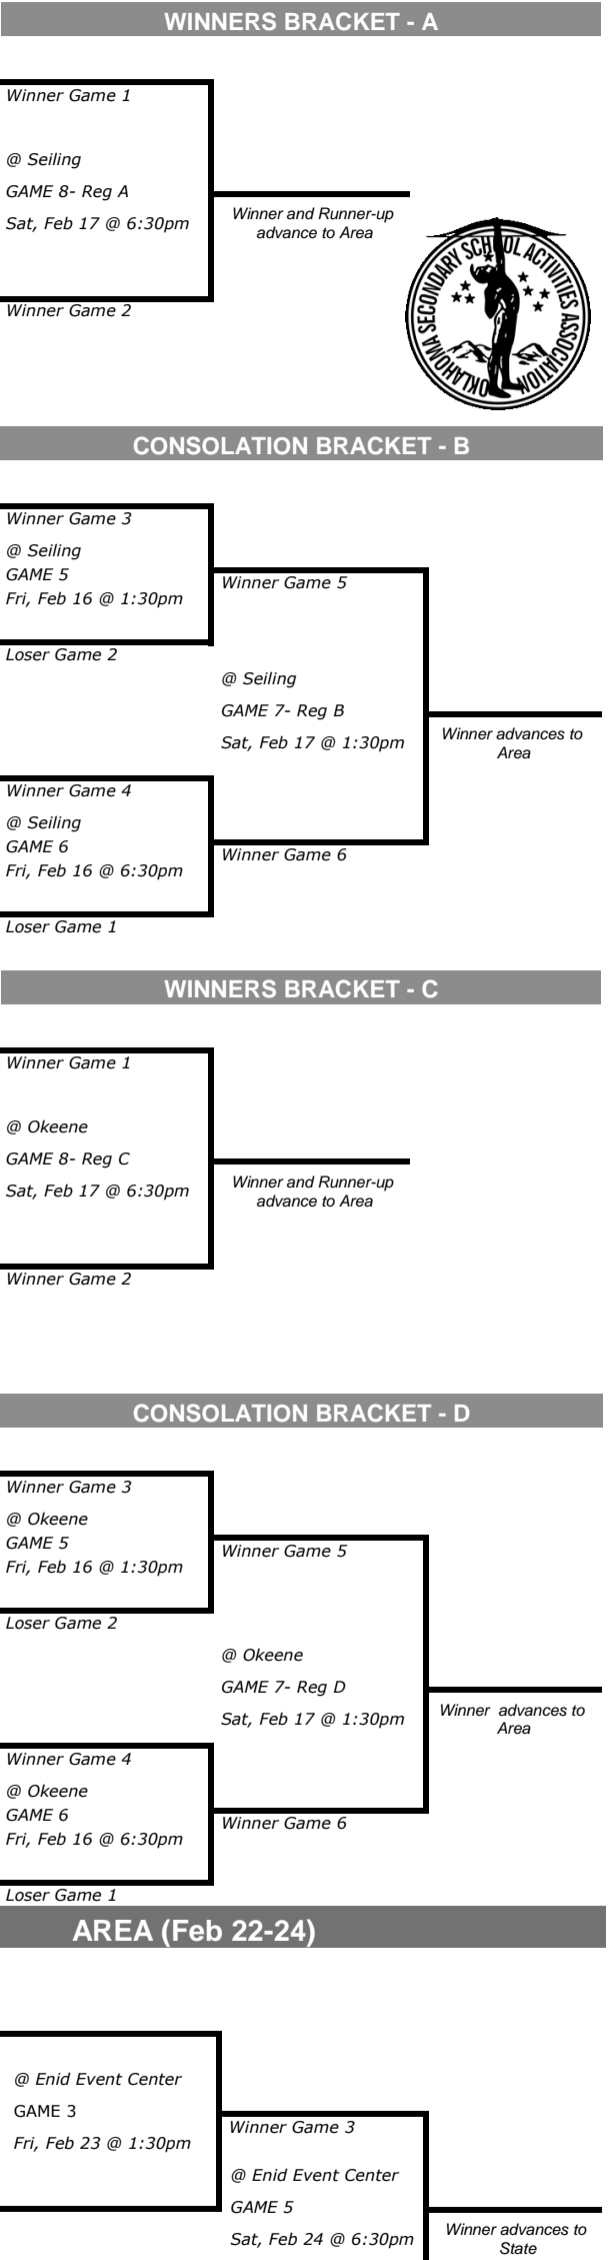 WINNERS BRACKET - A
Winner Game 1
@ Seiling
GAME 8- Reg A
Sat, Feb 17 @ 6:30pm
Winner and Runner-up
advance to Area
Winner Game 2
OKLAHOMA SECONDARY SCHOOL ACTIVITIES ASSOCIATION
CONSOLATION BRACKET - B
Winner Game 3
@ Seiling
GAME 5
Fri, Feb 16 @ 1:30pm
Winner Game 5
Loser Game 2
@ Seiling
GAME 7- Reg B
Sat, Feb 17 @ 1:30pm
Winner advances to
Area
Winner Game 4
@ Seiling
GAME 6
Fri, Feb 16 @ 6:30pm
Winner Game 6
Loser Game 1
WINNERS BRACKET - C
Winner Game 1
@ Okeene
GAME 8- Reg C
Sat, Feb 17 @ 6:30pm
Winner and Runner-up
advance to Area
Winner Game 2
CONSOLATION BRACKET - D
Winner Game 3
@ Okeene
GAME 5
Fri, Feb 16 @ 1:30pm
Winner Game 5
Loser Game 2
@ Okeene
GAME 7- Reg D
Sat, Feb 17 @ 1:30pm
Winner advances to
Area
Winner Game 4
@ Okeene
GAME 6
Fri, Feb 16 @ 6:30pm
Winner Game 6
Loser Game 1
AREA (Feb 22-24)
@ Enid Event Center
GAME 3
Fri, Feb 23 @ 1:30pm
Winner Game 3
@ Enid Event Center
GAME 5
Sat, Feb 24 @ 6:30pm
Winner advances to
State